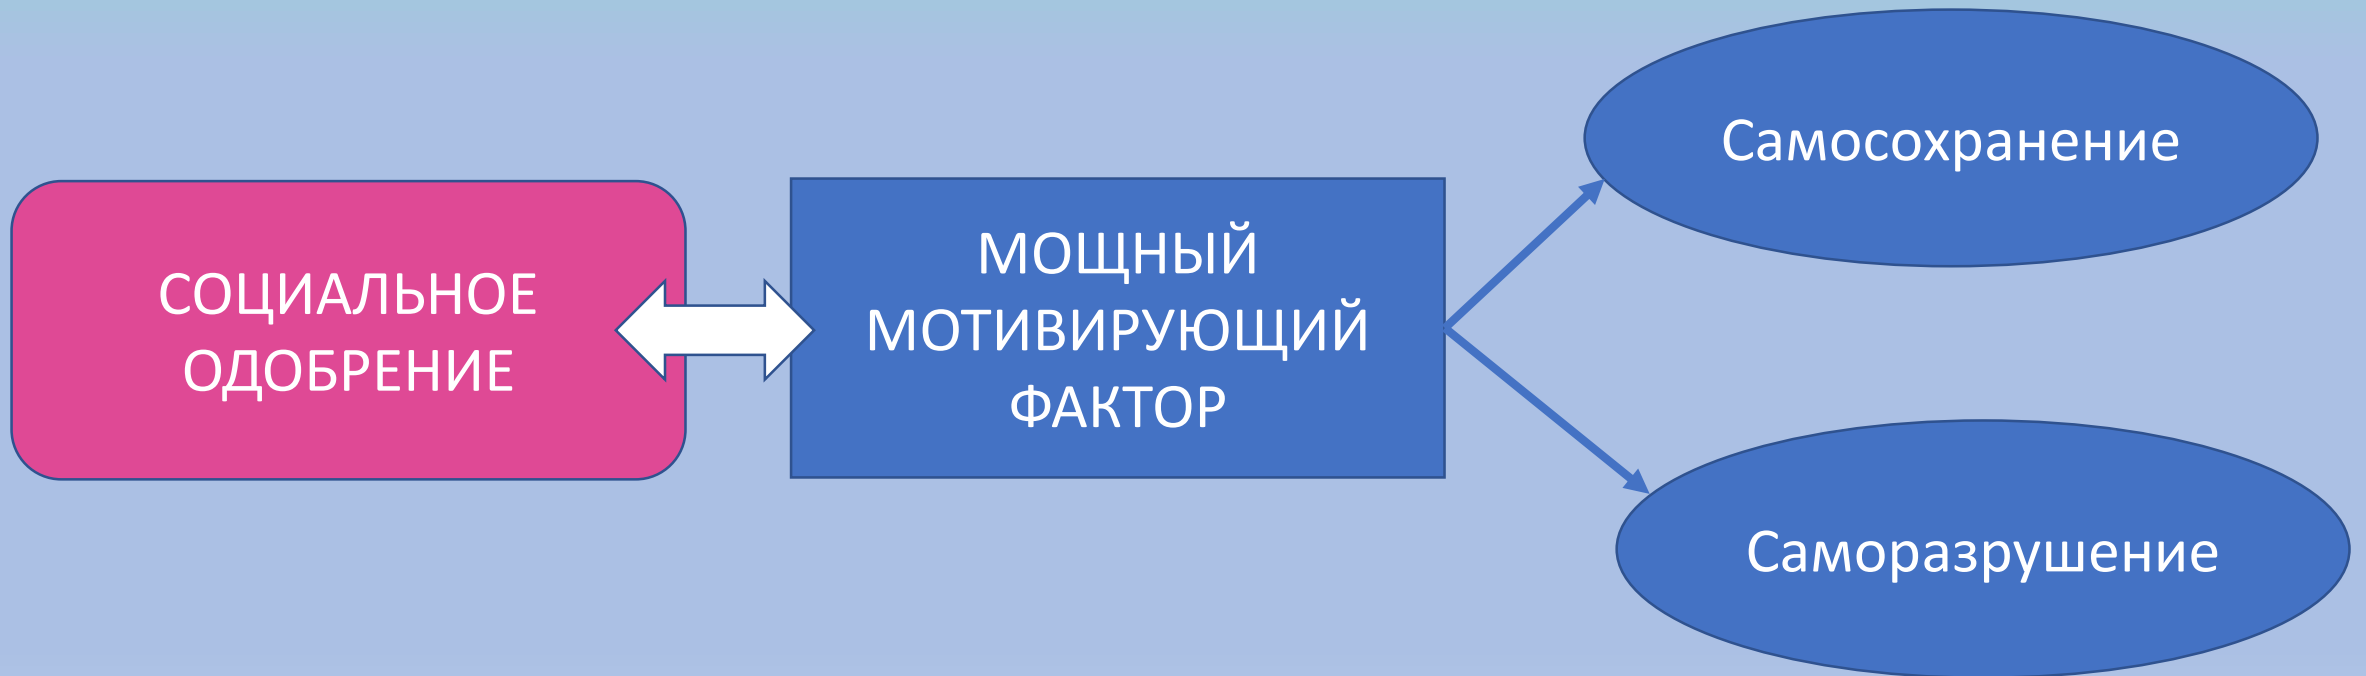 СОЦИАЛЬНОЕ
ОДОБРЕНИЕ
МОЩНЫЙ
МОТИВИРУЮЩИЙ
ФАКТОР
Самосохранение
Саморазрушение